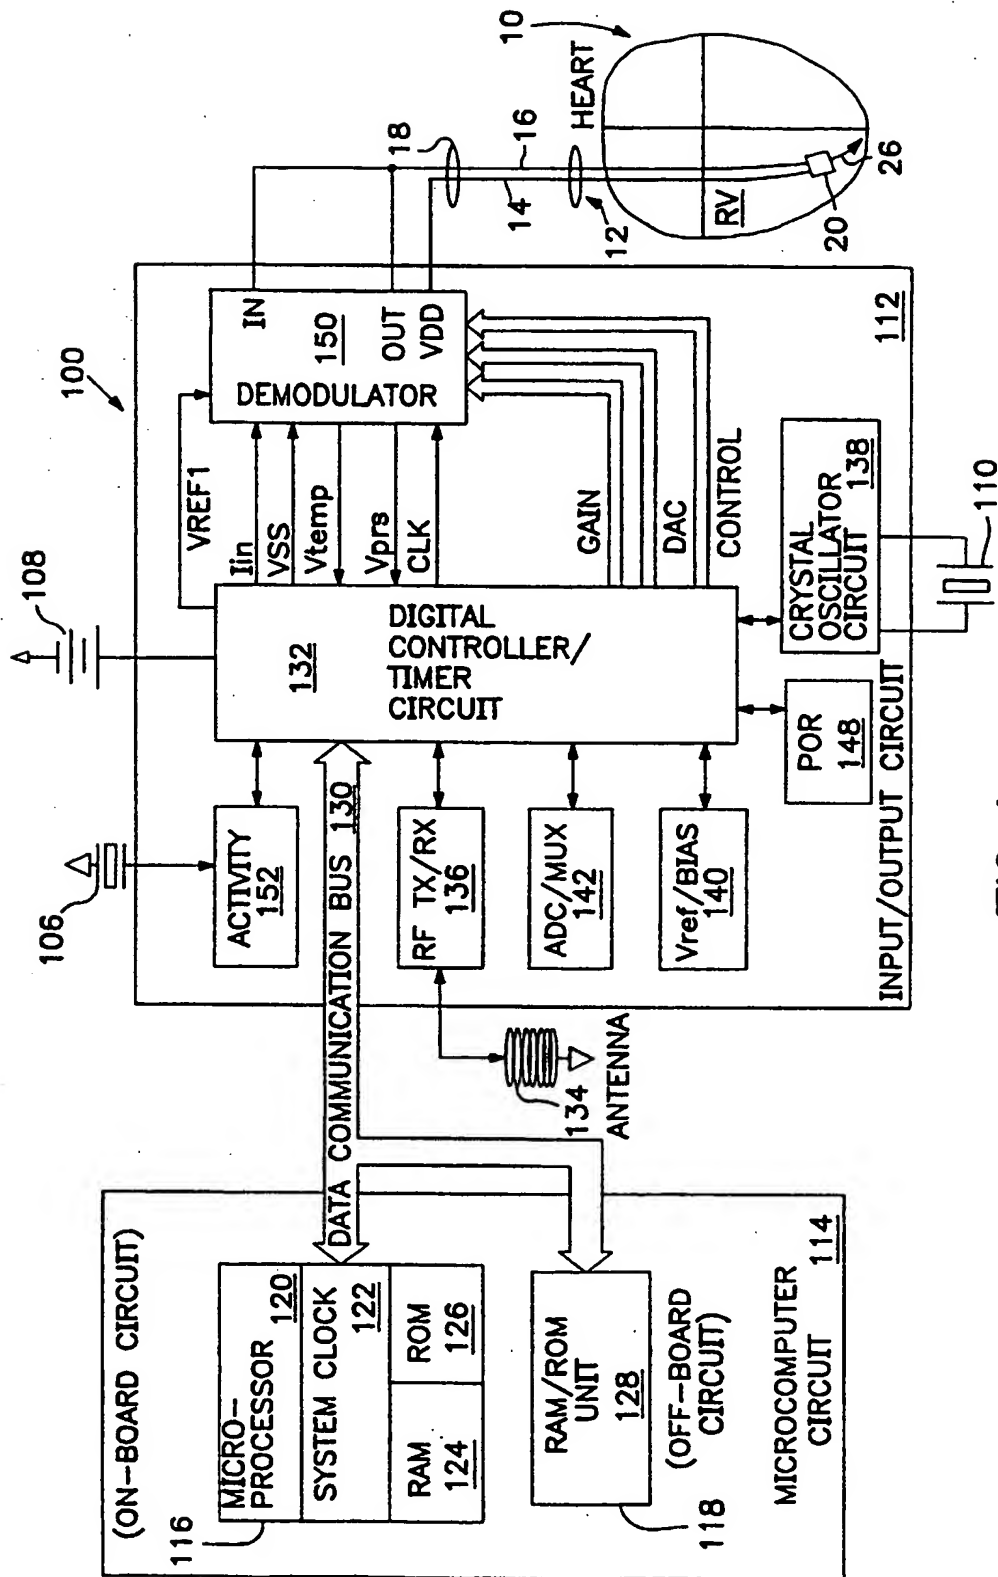 (ON-BOARD CIRCUIT)
116
MICRO-
PROCESSOR 120
SYSTEM CLOCK 122
RAM 124
ROM 126
RAM/ROM
UNIT
128
118
(OFF-BOARD
CIRCUIT)
MICROCOMPUTER
CIRCUIT 114
DATA COMMUNICATION BUS 130
134
ANTENNA
106
ACTIVITY
152
RF TX/RX
136
ADC/MUX
142
Vref/BIAS
140
INPUT/OUTPUT CIRCUIT
112
108
132
DIGITAL
CONTROLLER/
TIMER
CIRCUIT
POR
148
CRYSTAL
OSCILLATOR
CIRCUIT 138
110
100
VREF1
Iin
VSS
Vtemp
Vprs
CLK
GAIN
DAC
CONTROL
DEMODULATOR
150
IN
OUT
VDD
18
14
16
12
HEART
10
RV
20
26